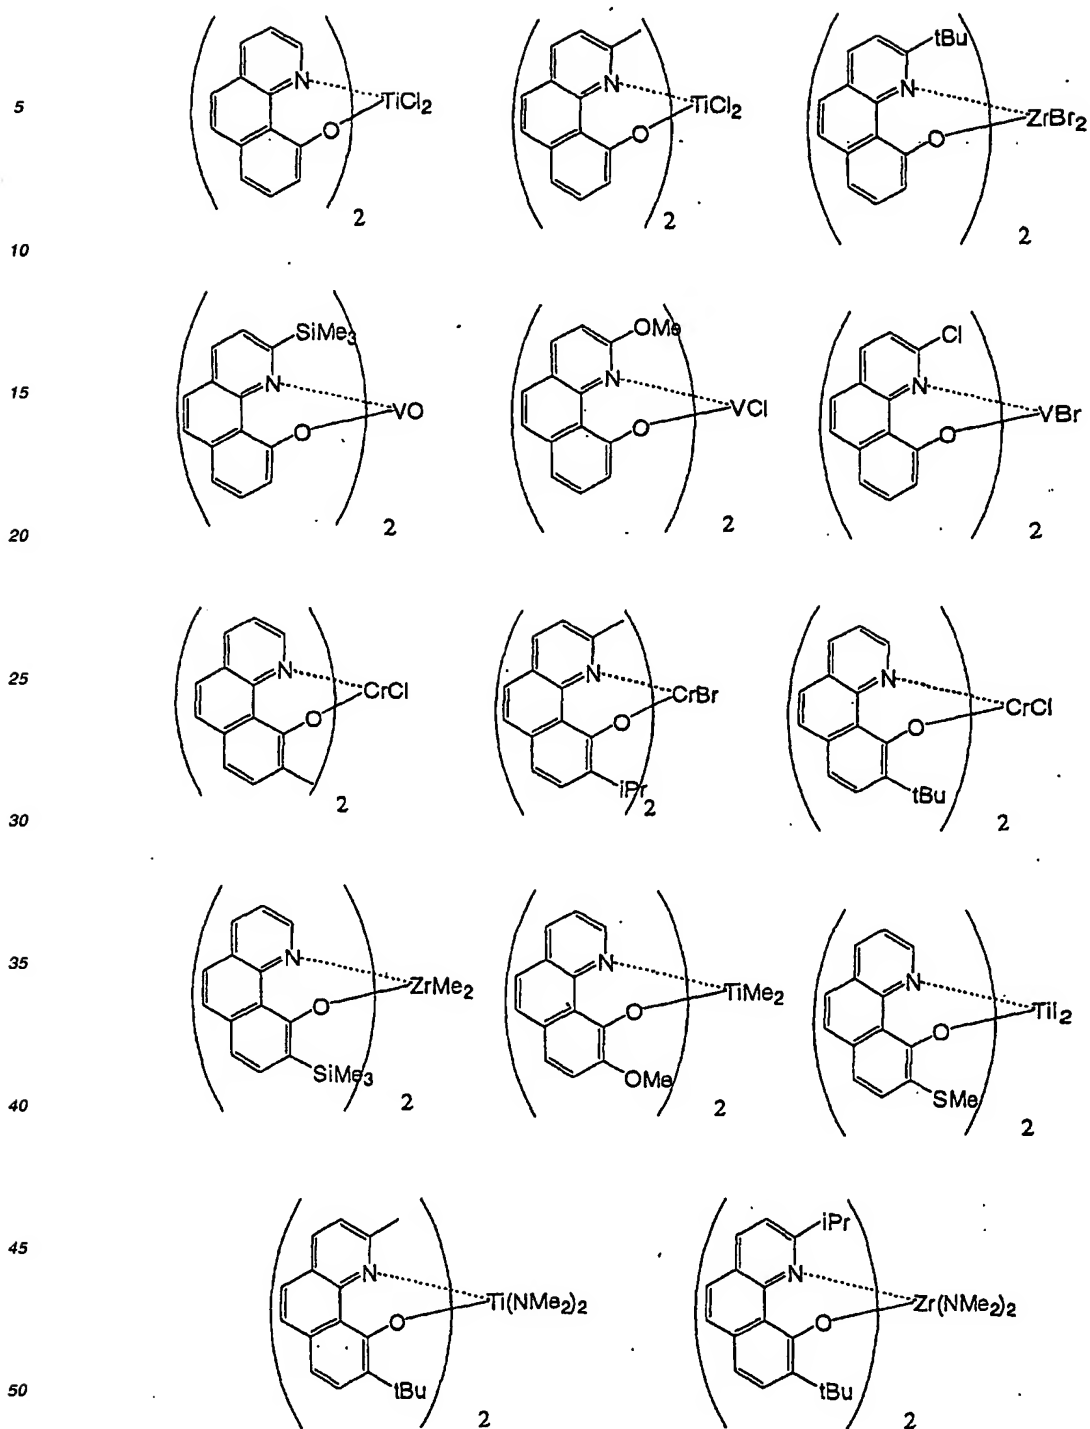 N TiCl2 O 2
N TiCl2 O 2
tBu N ZrBr2 O 2
5
10
SiMe3 N VO O 2
OMe N VCl O 2
Cl N VBr O 2
15
20
N CrCl O 2
N CrBr O iPr 2
N CrCl O tBu 2
25
30
N ZrMe2 O SiMe3 2
N TiMe2 O OMe 2
N TiI2 O SMe 2
35
40
N Ti(NMe2)2 O tBu 2
iPr N Zr(NMe2)2 O tBu 2
45
50